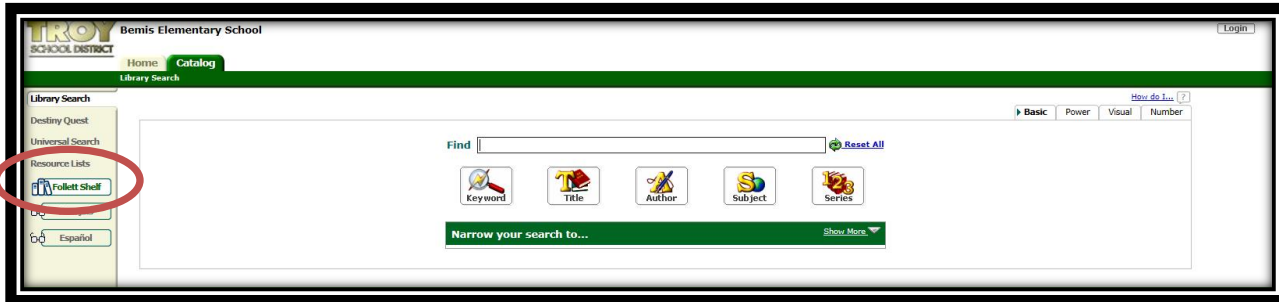 TROY
SCHOOL DISTRICT
Bemis Elementary School
Login
Home
Catalog
Library Search
Library Search
Destiny Quest
Universal Search
Resource Lists
Follett Shelf
Español
How do I... ?
Basic
Power
Visual
Number
Find
Reset All
Keyword
Title
Author
Subject
Series
Narrow your search to...
Show More